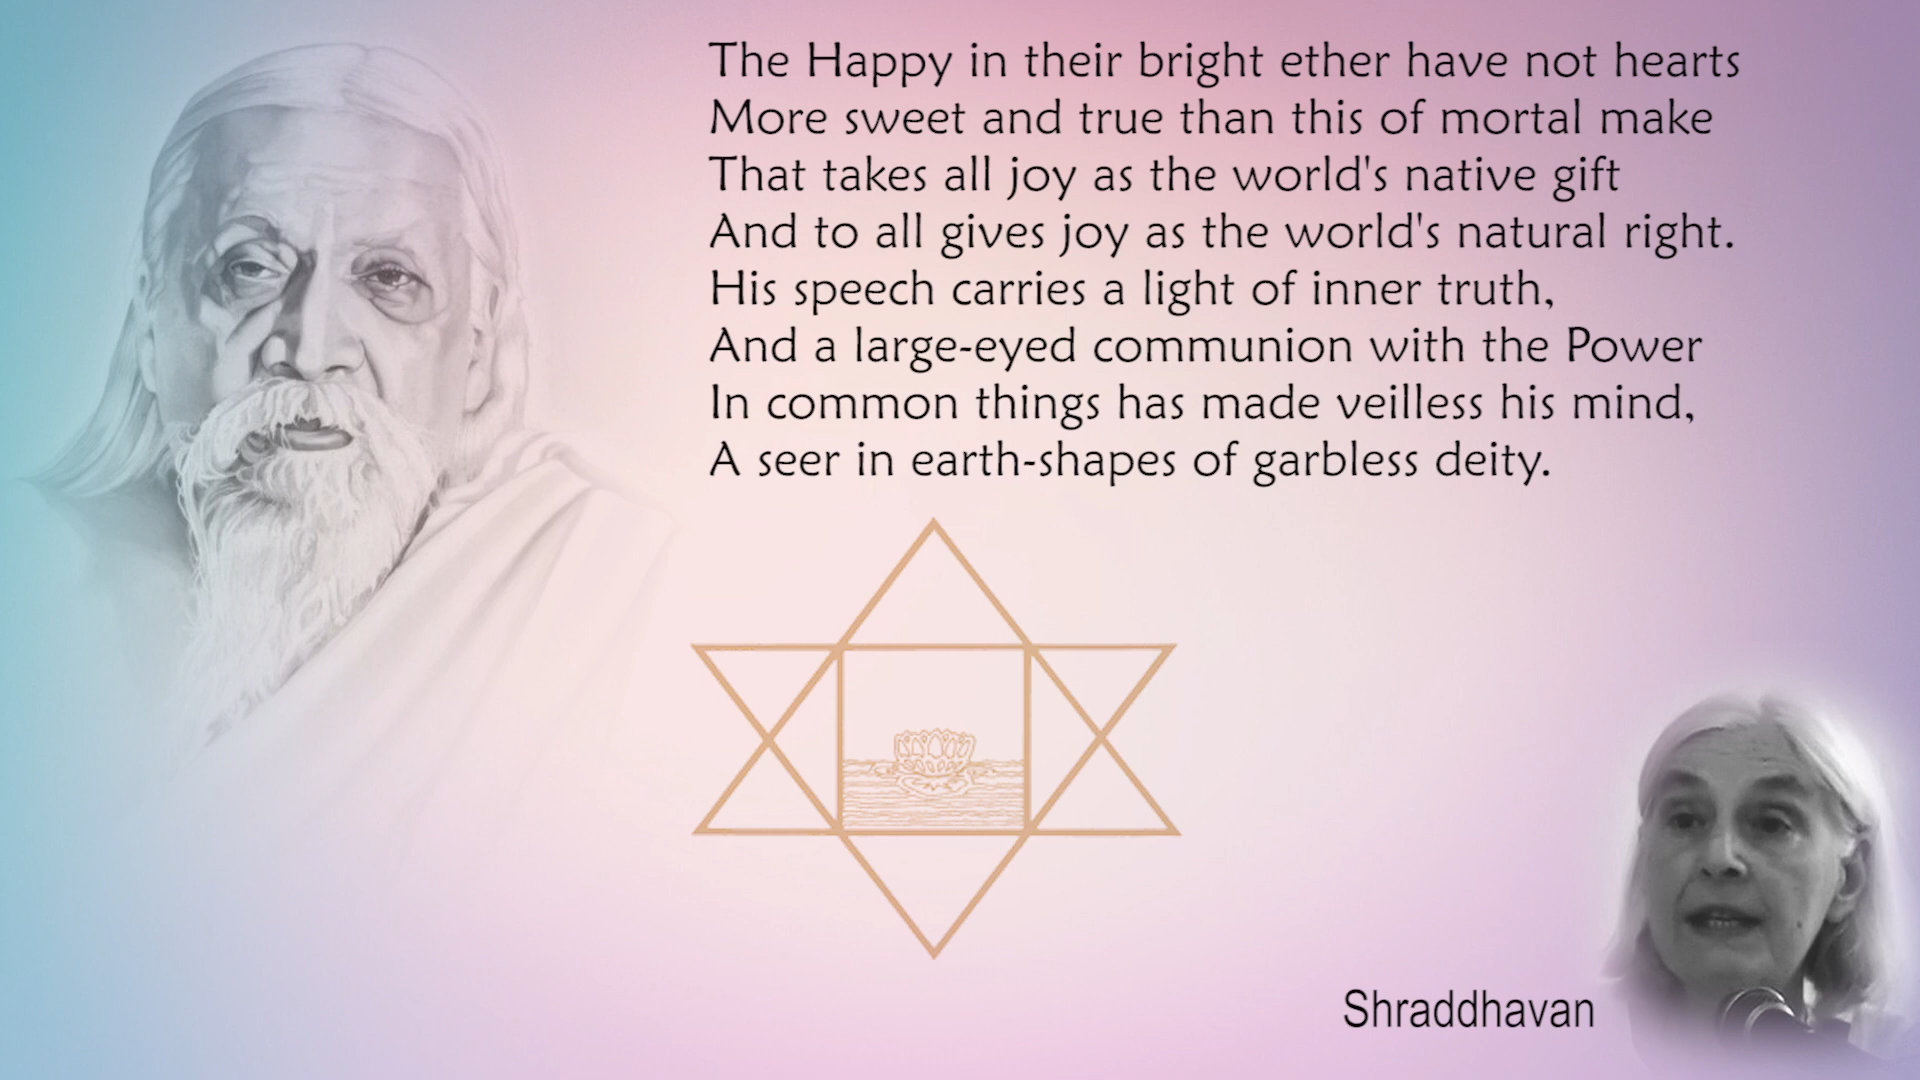 The Happy in their bright ether have not hearts
More sweet and true than this of mortal make
That takes all joy as the world's native gift
And to all gives joy as the world's natural right.
His speech carries a light of inner truth,
And a large-eyed communion with the Power
In common things has made veilless his mind,
A seer in earth-shapes of garbless deity.
Shraddhavan